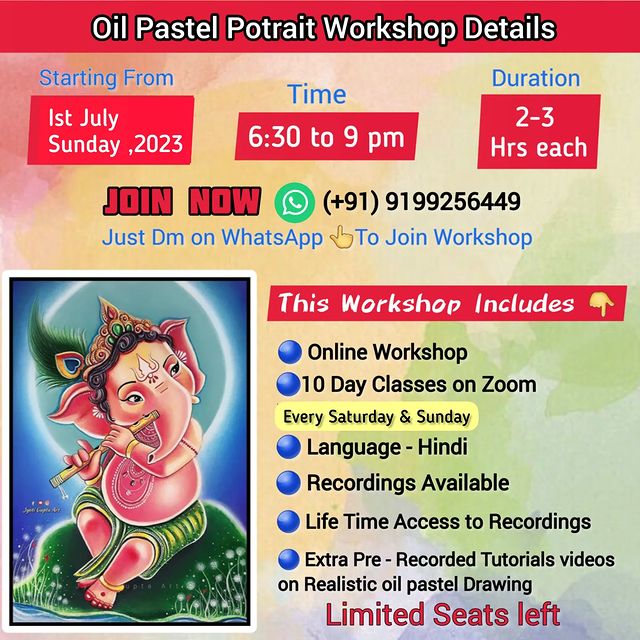 Oil Pastel Potrait Workshop Details
Starting From
Time
Duration
Ist July
Sunday ,2023
6:30 to 9 pm
2-3
Hrs each
JOIN NOW (+91) 9199256449
Just Dm on WhatsApp 👆To Join Workshop
This Workshop Includes 👇
Online Workshop
10 Day Classes on Zoom
Every Saturday & Sunday
Language - Hindi
Recordings Available
Life Time Access to Recordings
Extra Pre - Recorded Tutorials videos
on Realistic oil pastel Drawing
Limited Seats left
Jyoti Gupta Art